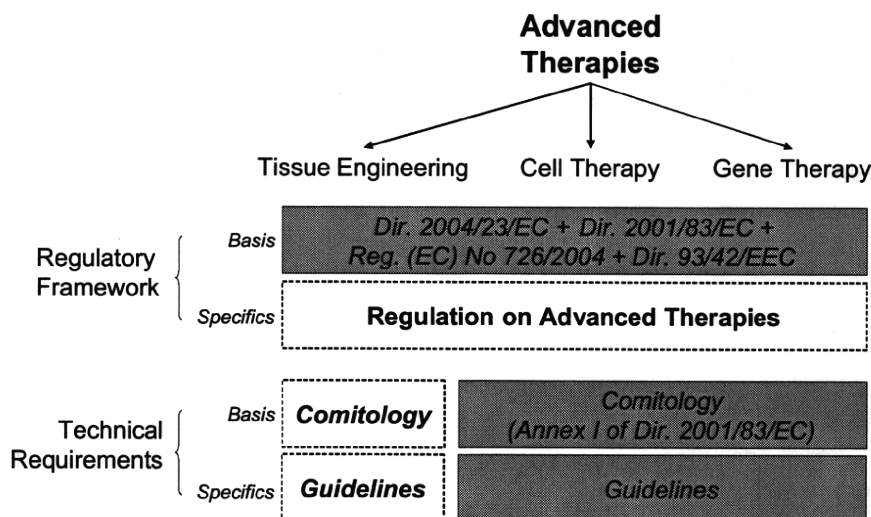 Advanced
Therapies
Tissue Engineering
Cell Therapy
Gene Therapy
Regulatory
Framework
Basis
Dir. 2004/23/EC + Dir. 2001/83/EC +
Reg. (EC) No 726/2004 + Dir. 93/42/EEC
Specifics
Regulation on Advanced Therapies
Technical
Requirements
Basis
Comitology
Comitology
(Annex I of Dir. 2001/83/EC)
Specifics
Guidelines
Guidelines